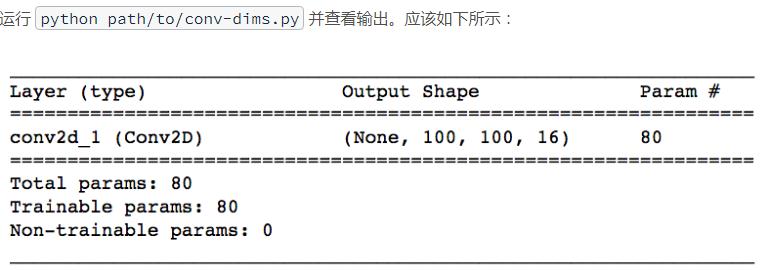 运行 python path/to/conv-dims.py 并查看输出。应该如下所示：
Layer (type) Output Shape Param #
conv2d_1 (Conv2D) (None, 100, 100, 16) 80
Total params: 80
Trainable params: 80
Non-trainable params: 0